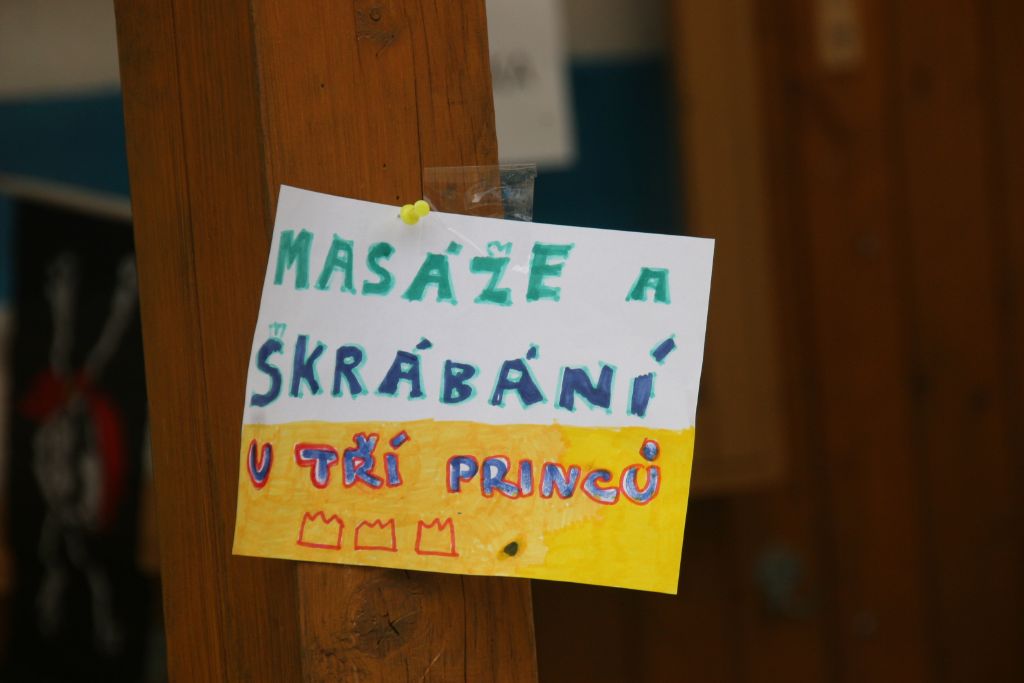 MASÁŽE A
ŠKRÁBÁNÍ
U TŘÍ PRINCŮ